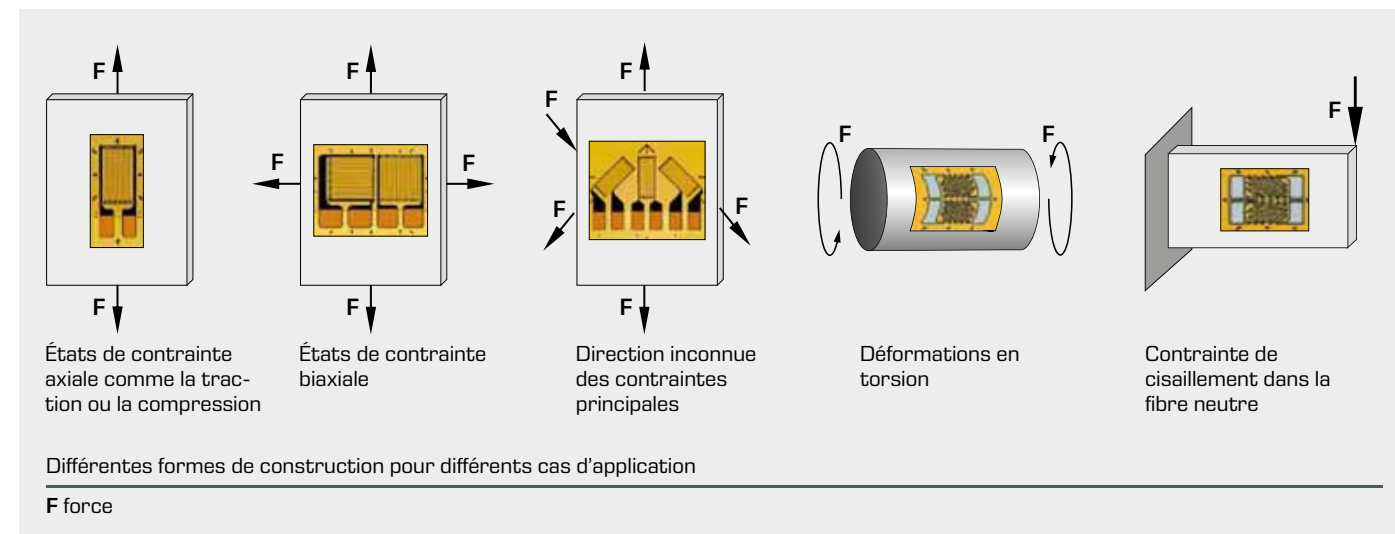 F
F
États de contrainte
axiale comme la trac-
tion ou la compression
F
F
F
F
États de contrainte
biaxiale
F
F
F
F
F
Direction inconnue
des contraintes
principales
F
F
Déformations en
torsion
F
Contrainte de
cisaillement dans la
fibre neutre
Différentes formes de construction pour différents cas d'application
F force